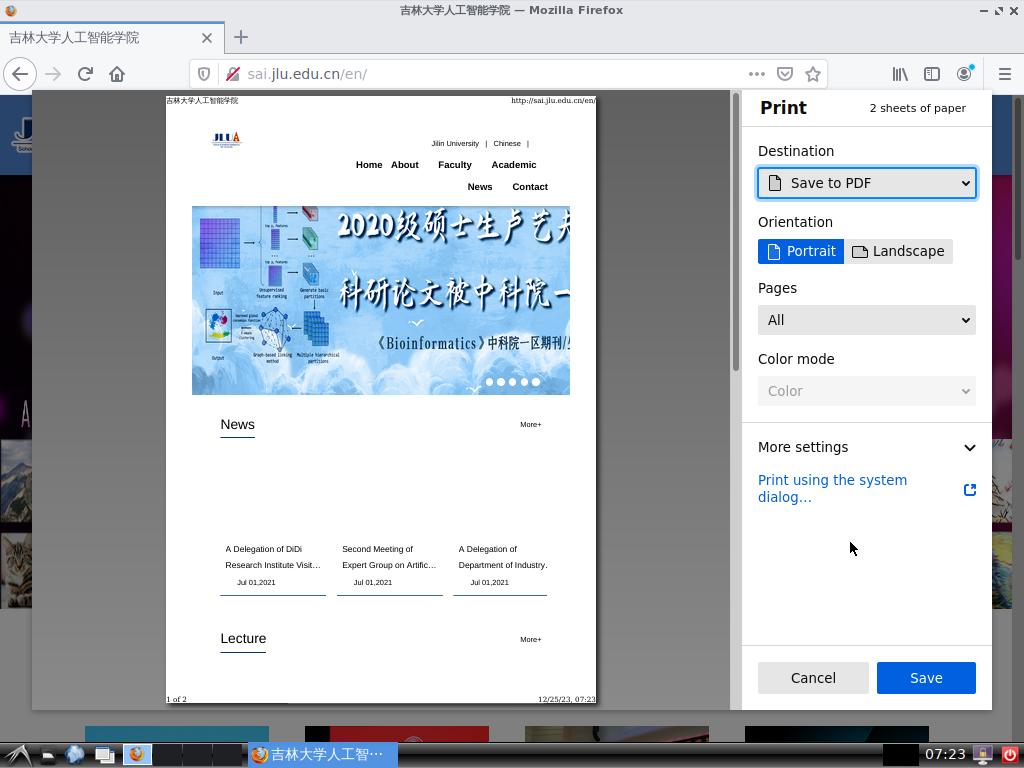 吉林大学人工智能学院 — Mozilla Firefox
吉林大学人工智能学院
sai.jlu.edu.cn/en/
吉林大学人工智能学院
http://sai.jlu.edu.cn/en/
JLU
Jilin University | Chinese |
Home About Faculty Academic
News Contact
2020级硕士生卢艺夫
科研论文被中科院一
《Bioinformatics》中科院一区期刊/
Input
top p₁ features
top pₛ features
Unsupervised feature ranking
Generate basic partitions
Output
Graph-based linking method
Multiple hierarchical partitions
News
More+
A Delegation of DiDi
Research Institute Visit…
Jul 01,2021
Second Meeting of
Expert Group on Artific…
Jul 01,2021
A Delegation of
Department of Industry.
Jul 01,2021
Lecture
More+
1 of 2
12/25/23, 07:23
Print
2 sheets of paper
Destination
Save to PDF
Orientation
Portrait
Landscape
Pages
All
Color mode
Color
More settings
Print using the system
dialog…
Cancel
Save
吉林大学人工智…
07:23